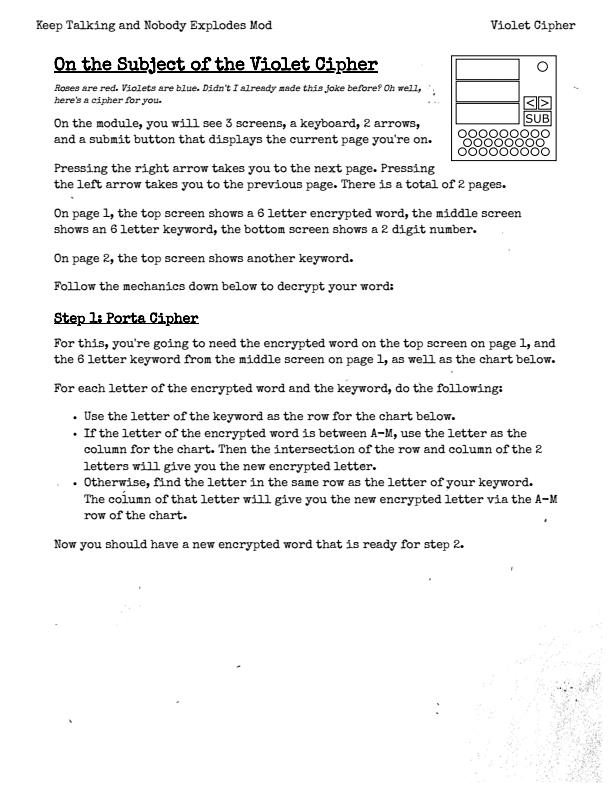 Keep Talking and Nobody Explodes Mod Violet Cipher
On the Subject of the Violet Cipher
Roses are red. Violets are blue. Didn't I already made this joke before? Oh well,
here's a cipher for you.
< >
SUB
On the module, you will see 3 screens, a keyboard, 2 arrows,
and a submit button that displays the current page you're on.
Pressing the right arrow takes you to the next page. Pressing
the left arrow takes you to the previous page. There is a total of 2 pages.
On page 1, the top screen shows a 6 letter encrypted word, the middle screen
shows an 6 letter keyword, the bottom screen shows a 2 digit number.
On page 2, the top screen shows another keyword.
Follow the mechanics down below to decrypt your word:
Step 1: Porta Cipher
For this, you're going to need the encrypted word on the top screen on page 1, and
the 6 letter keyword from the middle screen on page 1, as well as the chart below.
For each letter of the encrypted word and the keyword, do the following:
• Use the letter of the keyword as the row for the chart below.
• If the letter of the encrypted word is between A-M, use the letter as the
column for the chart. Then the intersection of the row and column of the 2
letters will give you the new encrypted letter.
• Otherwise, find the letter in the same row as the letter of your keyword.
The column of that letter will give you the new encrypted letter via the A-M
row of the chart.
Now you should have a new encrypted word that is ready for step 2.